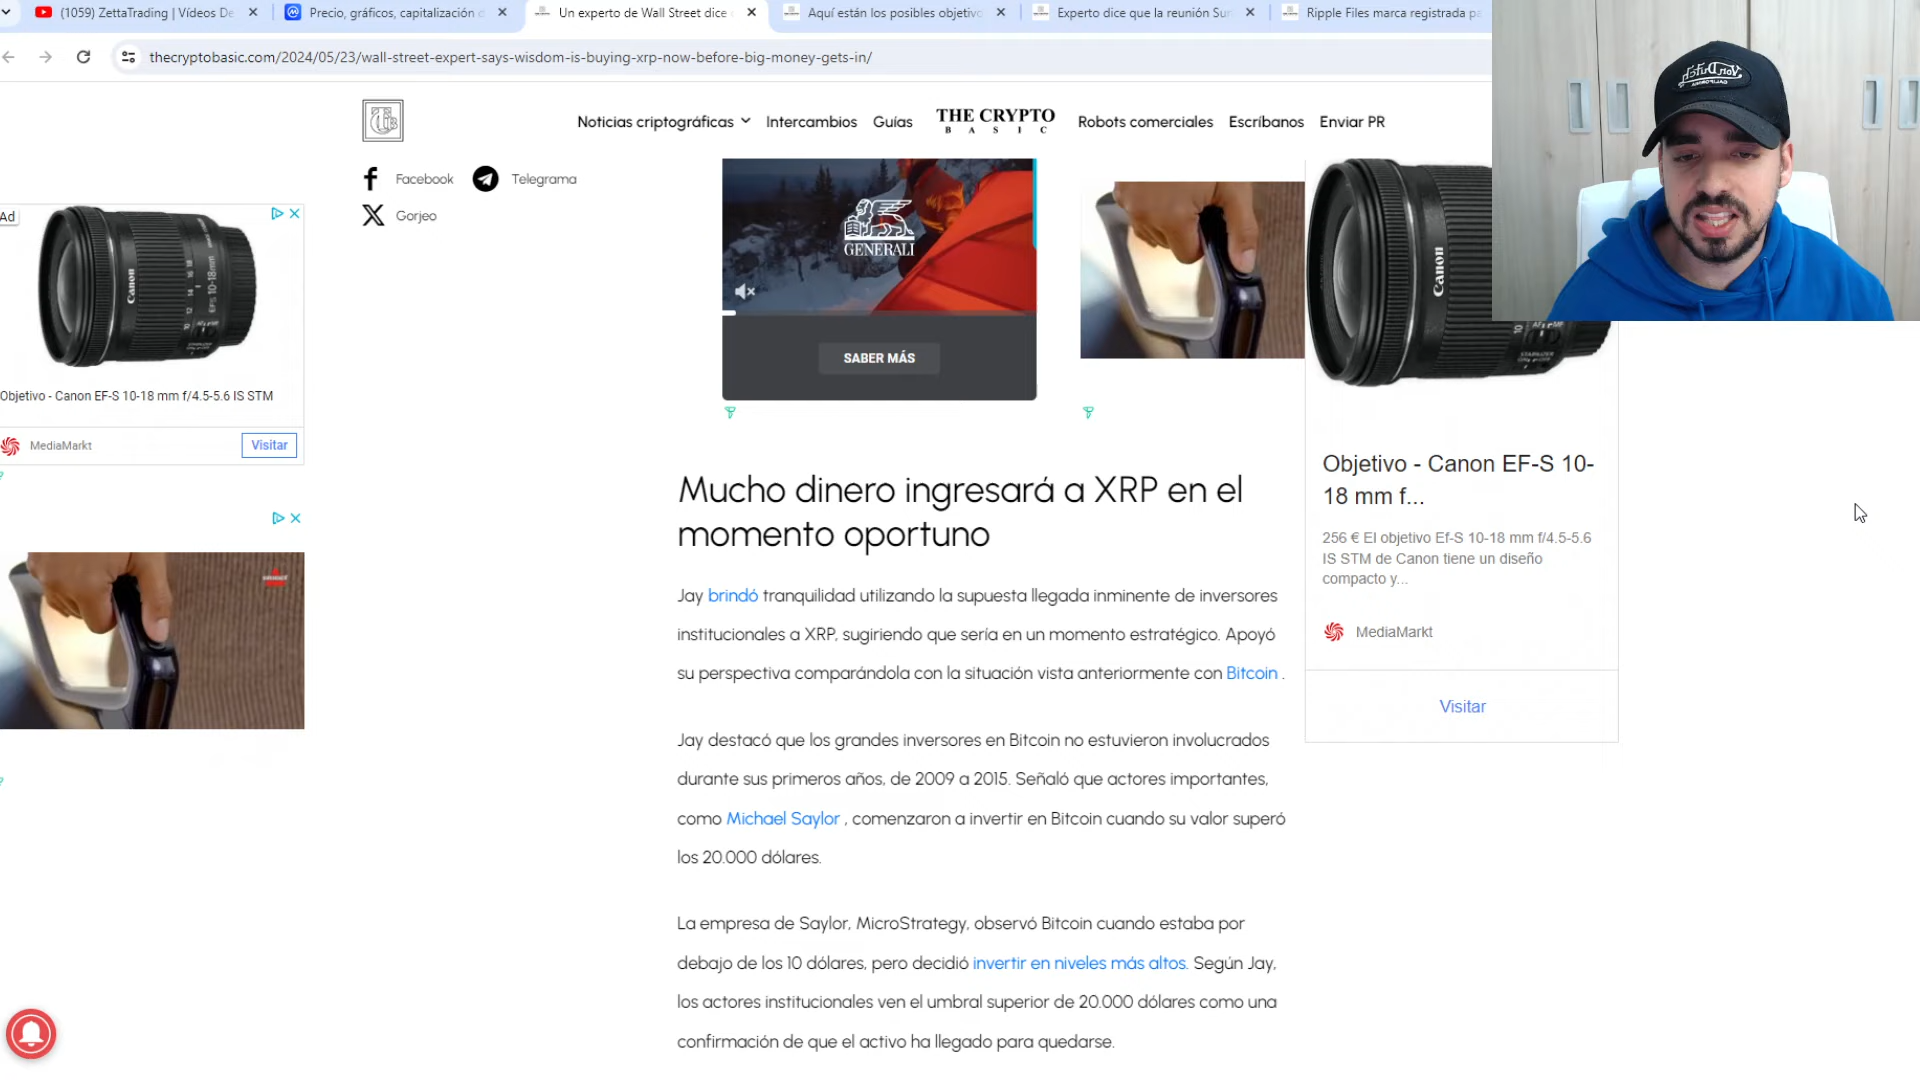 (1059) ZettaTrading | Vídeos De
Precio, gráficos, capitalización d
Un experto de Wall Street dice
Aquí están los posibles objetivo
Experto dice que la reunión Sur
Ripple Files marca registrada pa
thecryptobasic.com/2024/05/23/wall-street-expert-says-wisdom-is-buying-xrp-now-before-big-money-gets-in/
Noticias criptográficas
Intercambios
Guías
THE CRYPTO
BASIC
Robots comerciales
Escríbanos
Enviar PR
Facebook
Telegrama
Gorjeo
Ad
Canon
Objetivo - Canon EF-S 10-18 mm f/4.5-5.6 IS STM
MediaMarkt
Visitar
GENERALI
SABER MÁS
Canon
Von Dutch
CALIFORNIA
Objetivo - Canon EF-S 10-
18 mm f...
256 € El objetivo Ef-S 10-18 mm f/4.5-5.6
IS STM de Canon tiene un diseño
compacto y...
MediaMarkt
Visitar
Mucho dinero ingresará a XRP en el
momento oportuno
Jay brindó tranquilidad utilizando la supuesta llegada inminente de inversores
institucionales a XRP, sugiriendo que sería en un momento estratégico. Apoyó
su perspectiva comparándola con la situación vista anteriormente con Bitcoin .
Jay destacó que los grandes inversores en Bitcoin no estuvieron involucrados
durante sus primeros años, de 2009 a 2015. Señaló que actores importantes,
como Michael Saylor , comenzaron a invertir en Bitcoin cuando su valor superó
los 20.000 dólares.
La empresa de Saylor, MicroStrategy, observó Bitcoin cuando estaba por
debajo de los 10 dólares, pero decidió invertir en niveles más altos. Según Jay,
los actores institucionales ven el umbral superior de 20.000 dólares como una
confirmación de que el activo ha llegado para quedarse.